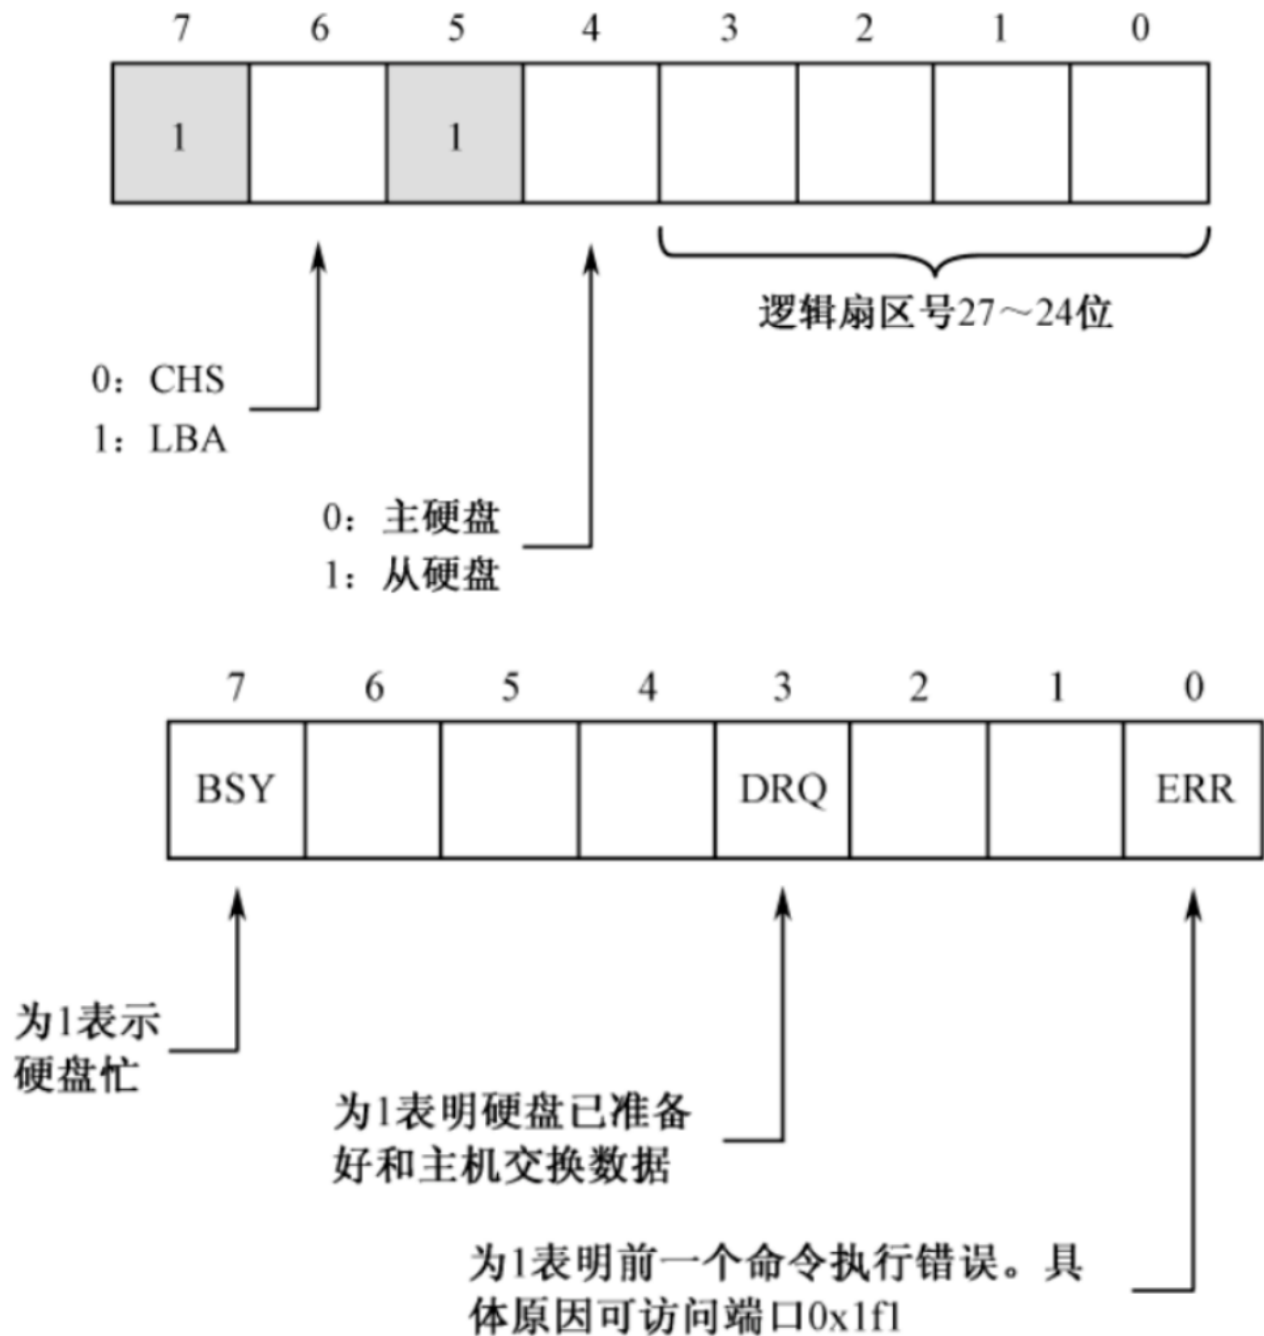 7 6 5 4 3 2 1 0
1 1
逻辑扇区号27～24位
0：CHS
1：LBA
0：主硬盘
1：从硬盘
7 6 5 4 3 2 1 0
BSY DRQ ERR
为1表示
硬盘忙
为1表明硬盘已准备
好和主机交换数据
为1表明前一个命令执行错误。具
体原因可访问端口0x1f1